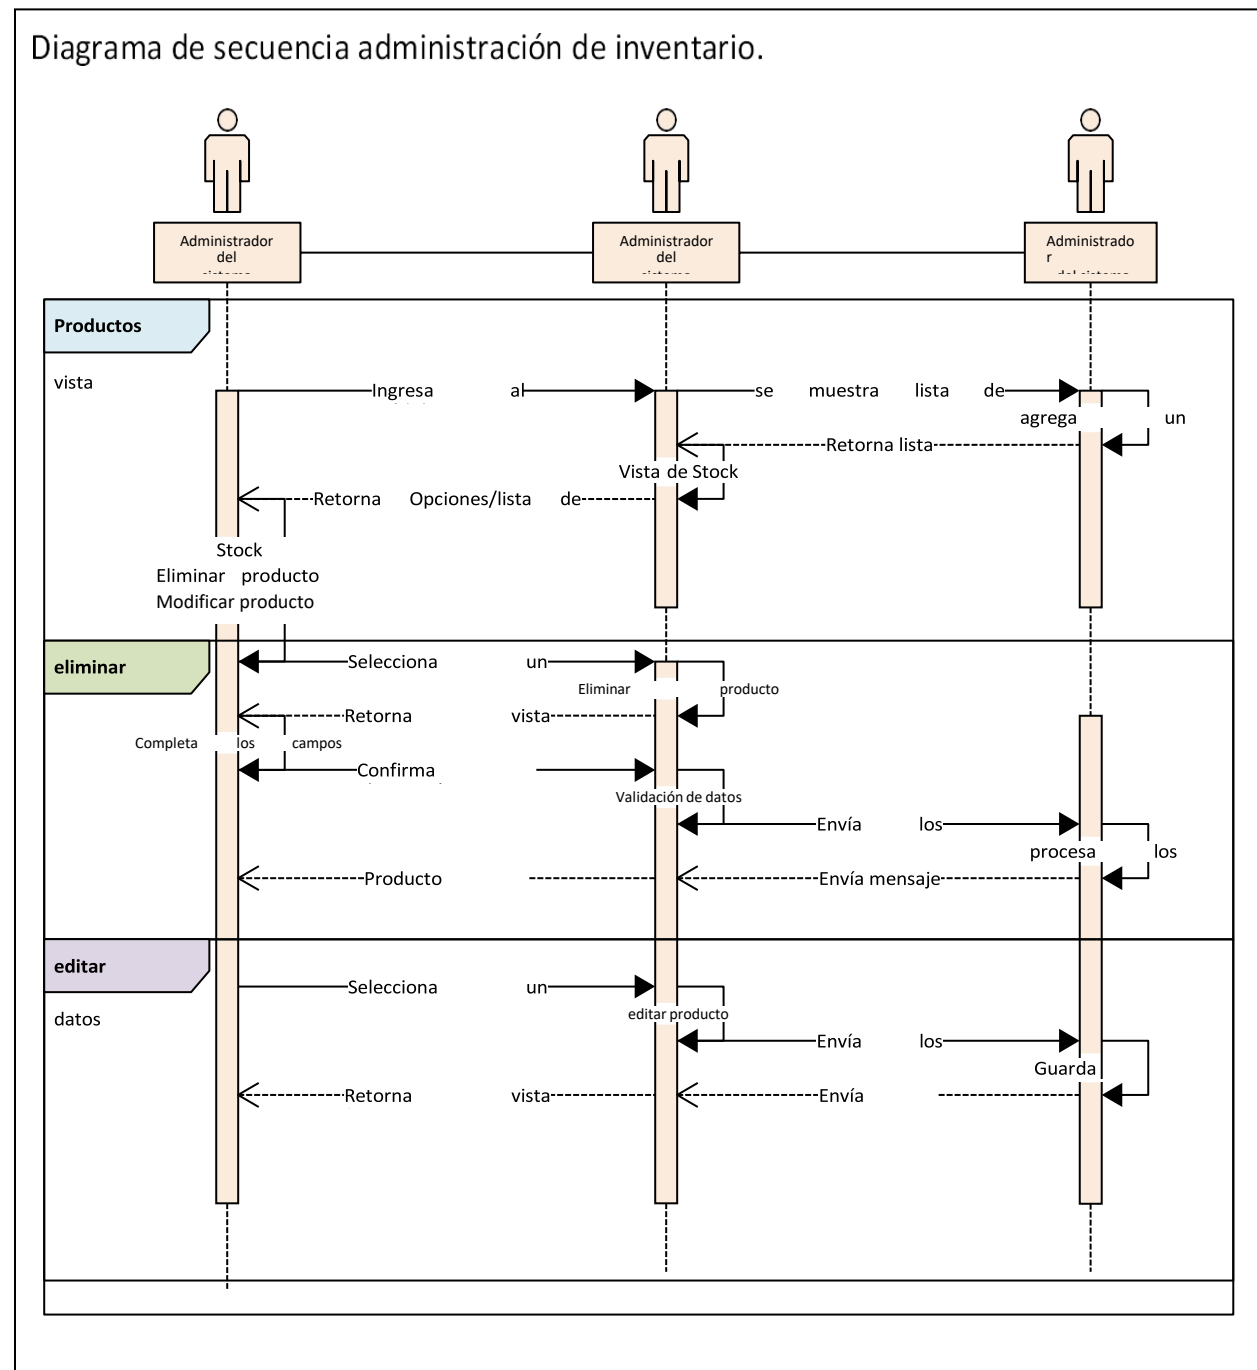 Diagrama de secuencia administración de inventario.
Administrador
del
Administrador
del
Administrado
r
Productos
vista
Ingresa al
se muestra lista de
agrega un
Retorna lista
Vista de Stock
Retorna Opciones/lista de
Stock
Eliminar producto
Modificar producto
eliminar
Selecciona un
Eliminar producto
Retorna vista
Completa los campos
Confirma
Validación de datos
Envía los
procesa los
Producto
Envía mensaje
editar
datos
Selecciona un
editar producto
Envía los
Guarda
Retorna vista
Envía